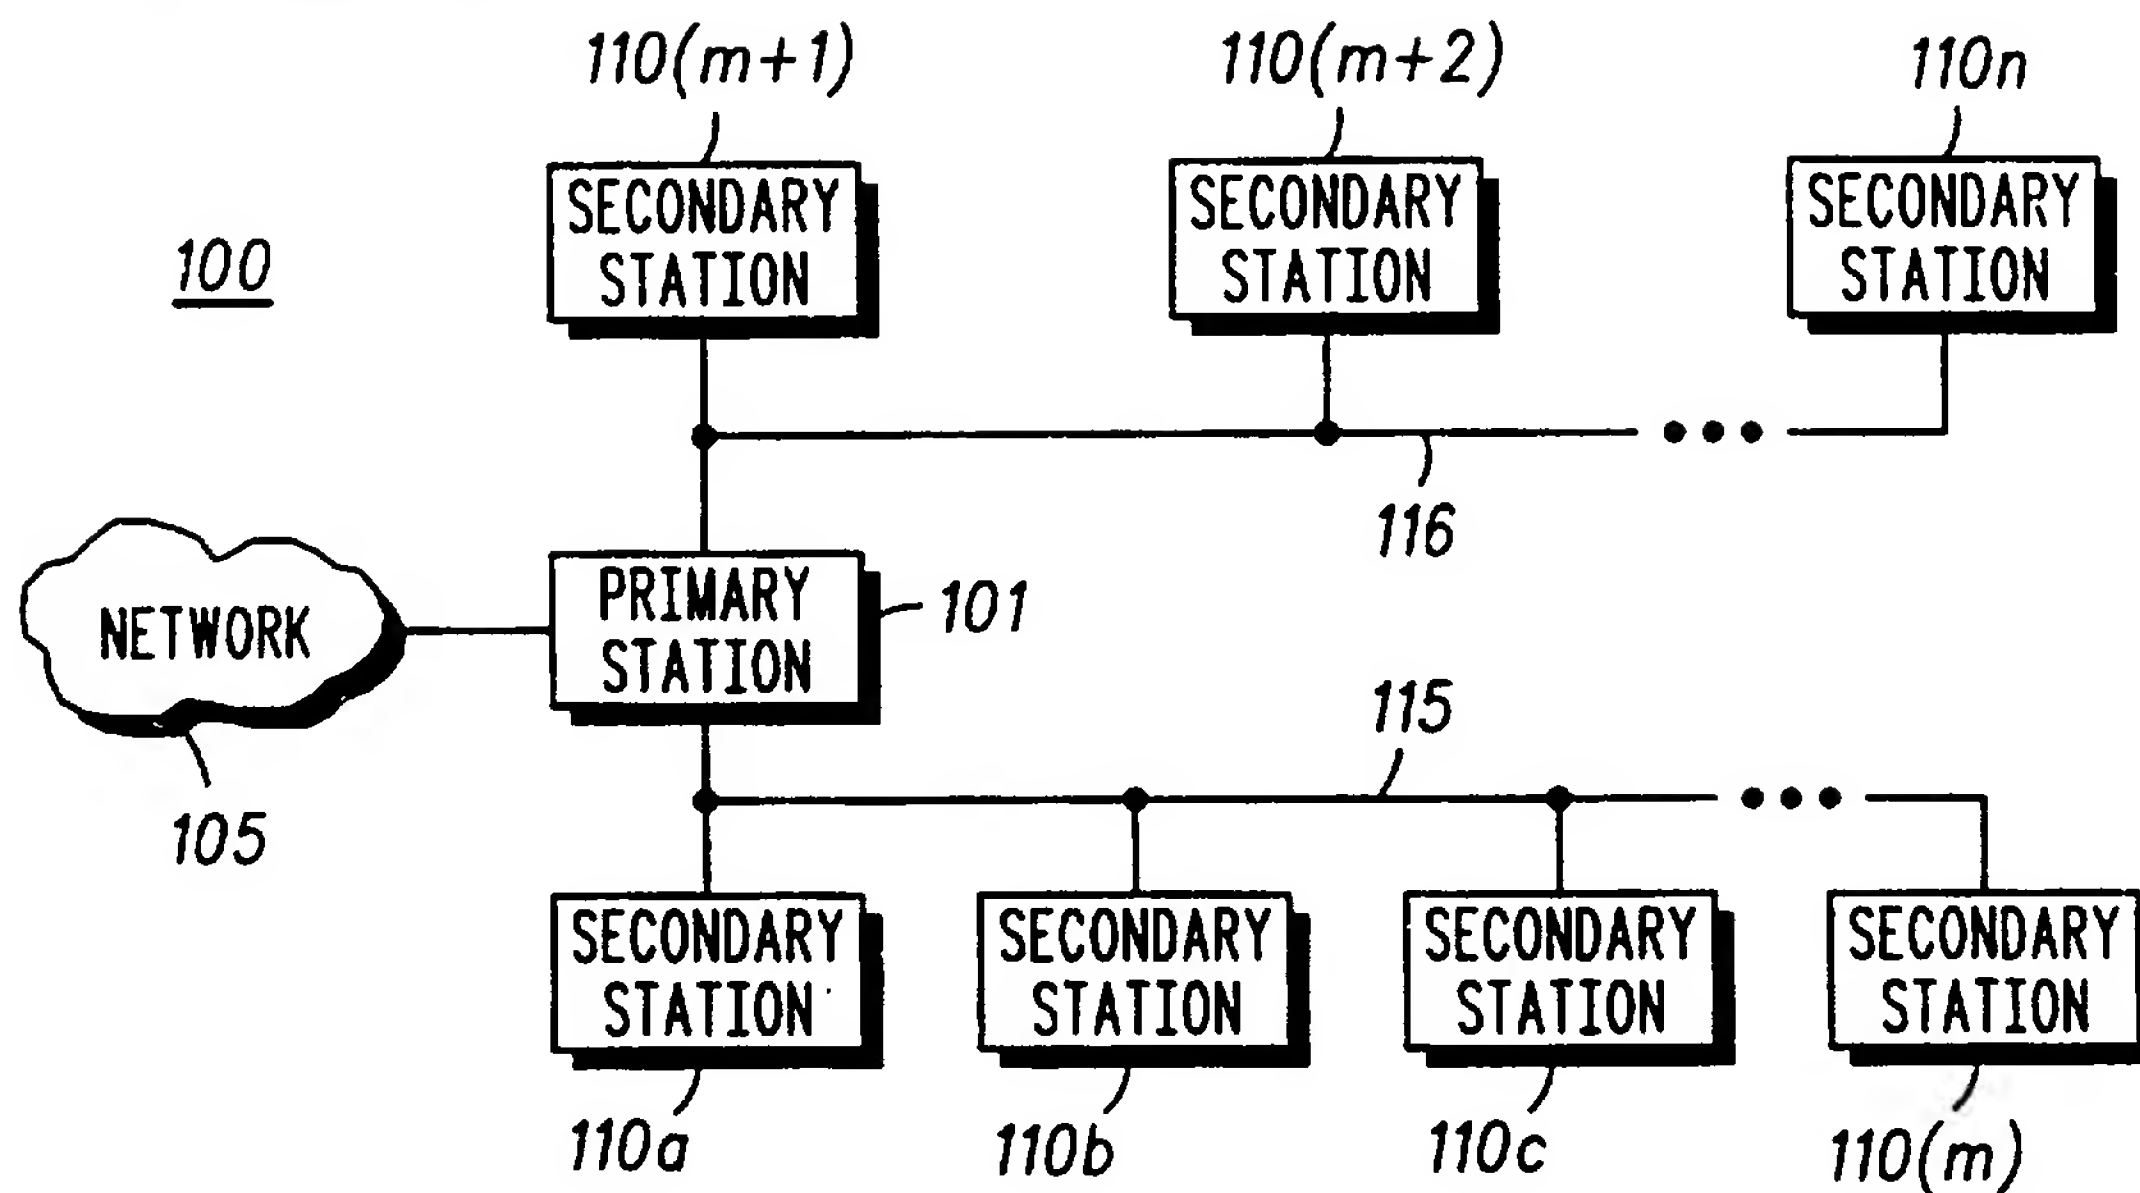 110(m+1)
110(m+2)
110n
SECONDARY
STATION
SECONDARY
STATION
SECONDARY
STATION
100
116
NETWORK
PRIMARY
STATION
101
105
115
SECONDARY
STATION
SECONDARY
STATION
SECONDARY
STATION
SECONDARY
STATION
110a
110b
110c
110(m)